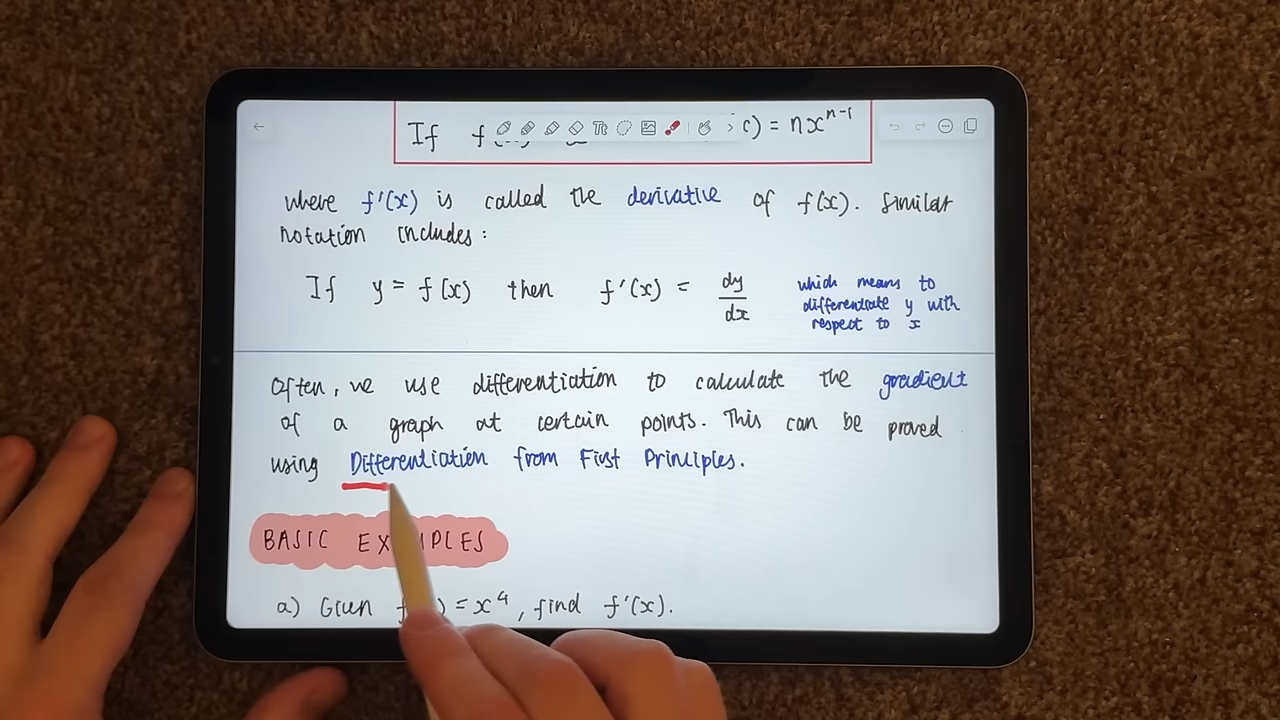 If f c) = nxⁿ⁻¹
where f'(x) is called the derivative of f(x). Similar
notation includes:
If y = f(x) then f'(x) = dy/dx
which means to
differentiate y with
respect to x
Often, we use differentiation to calculate the gradient
of a graph at certain points. This can be proved
using Differentiation from First Principles.
BASIC EX PLES
a) Given f ) = x⁴, find f'(x).